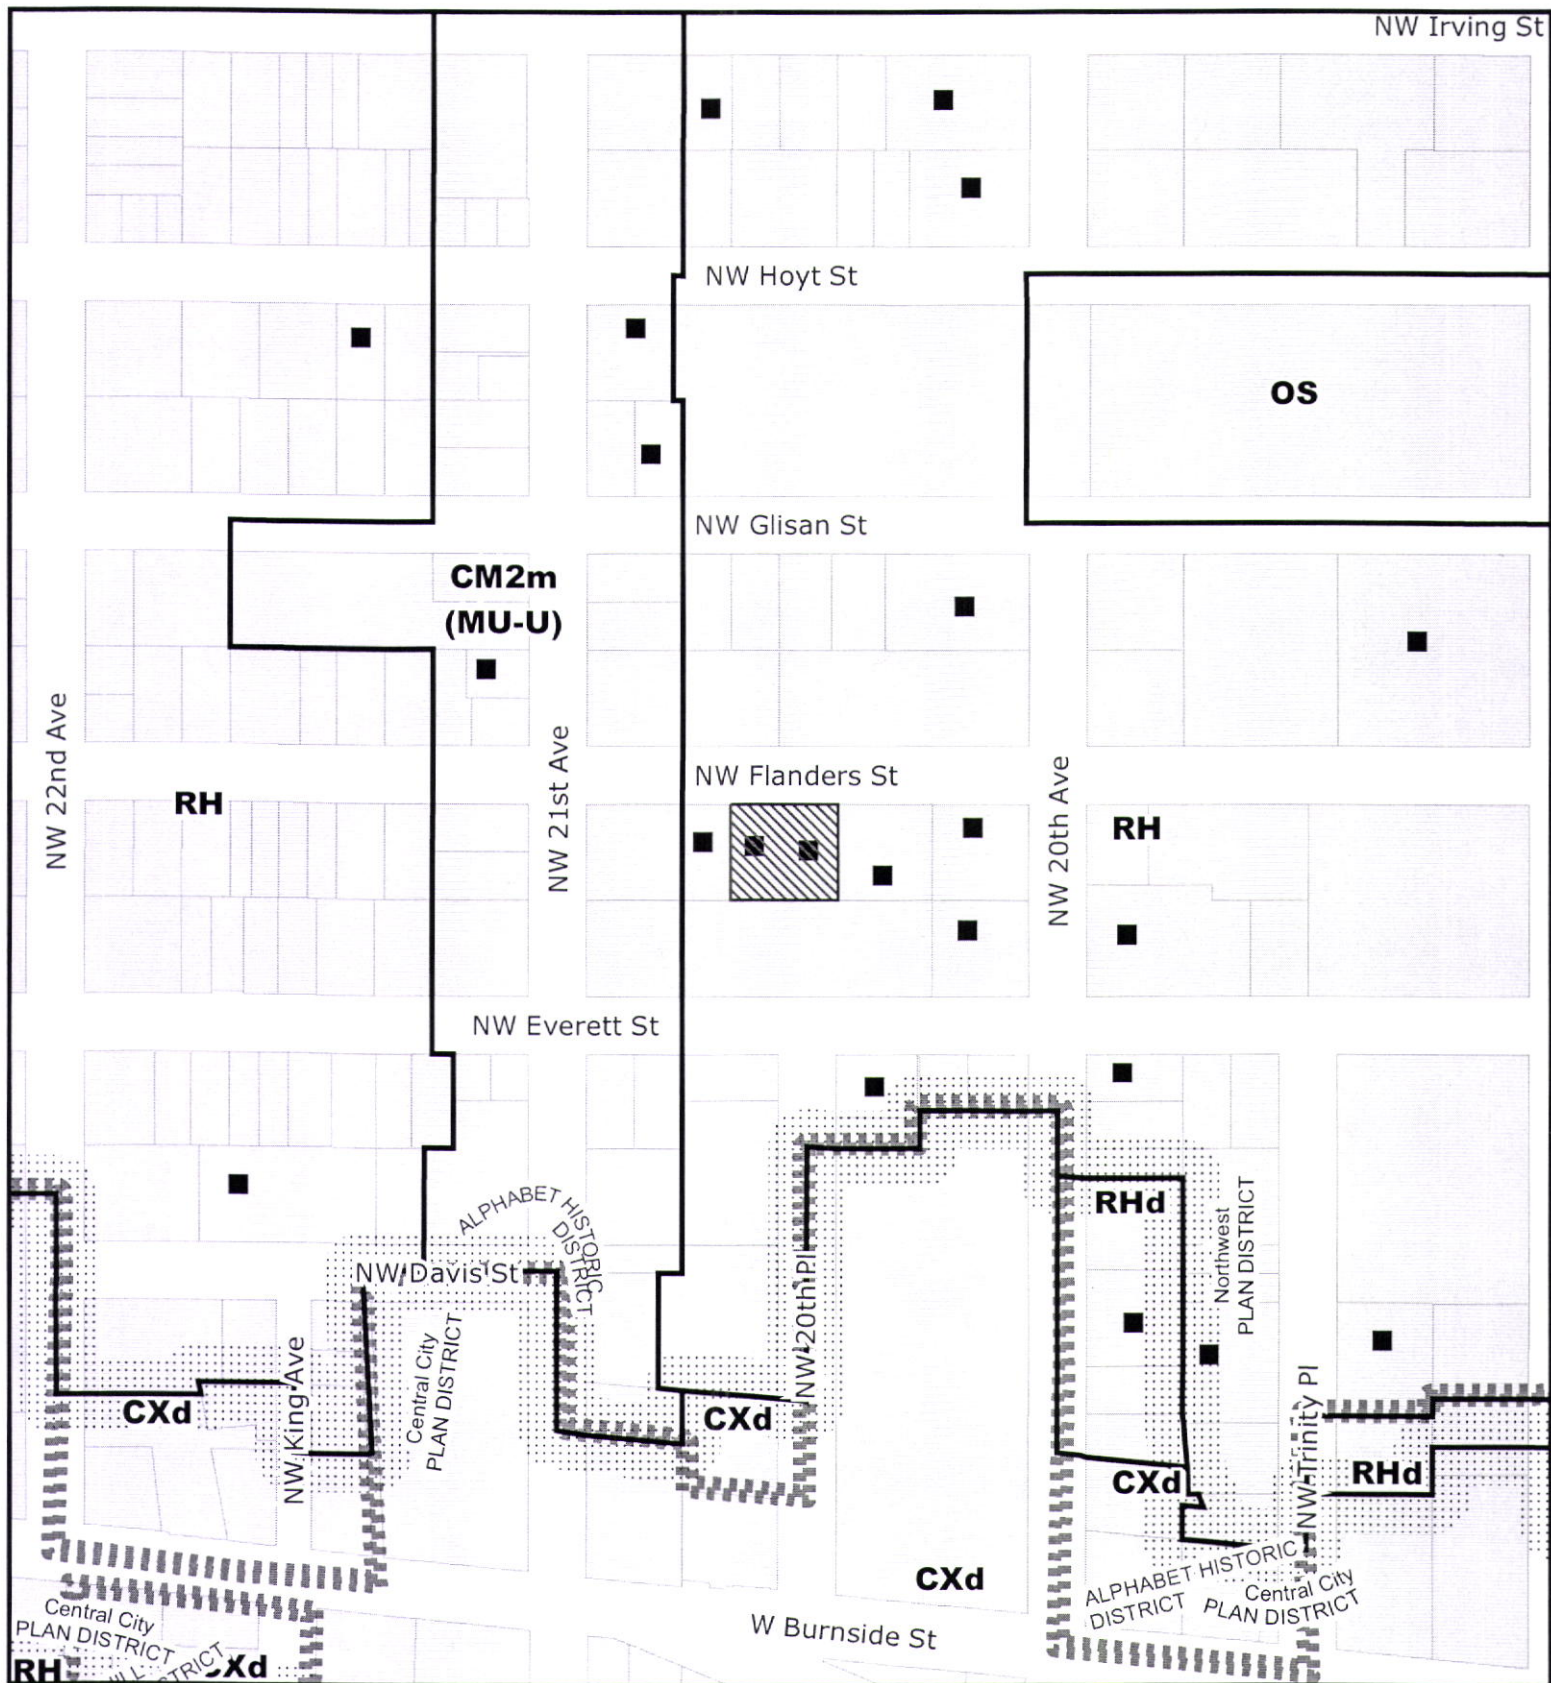 NW Irving St
NW Hoyt St
OS
NW Glisan St
CM2m
(MU-U)
NW 22nd Ave
NW 21st Ave
NW Flanders St
NW 20th Ave
RH
RH
NW Everett St
ALPHABET HISTORIC
DISTRICT
RHd
Northwest
PLAN DISTRICT
NW Davis St
NW 20th Pl
Central City
PLAN DISTRICT
NW King Ave
CXd
CXd
NW Trinity Pl
CXd
RHd
CXd
ALPHABET HISTORIC
DISTRICT
Central City
PLAN DISTRICT
W Burnside St
Central City
PLAN DISTRICT
RH